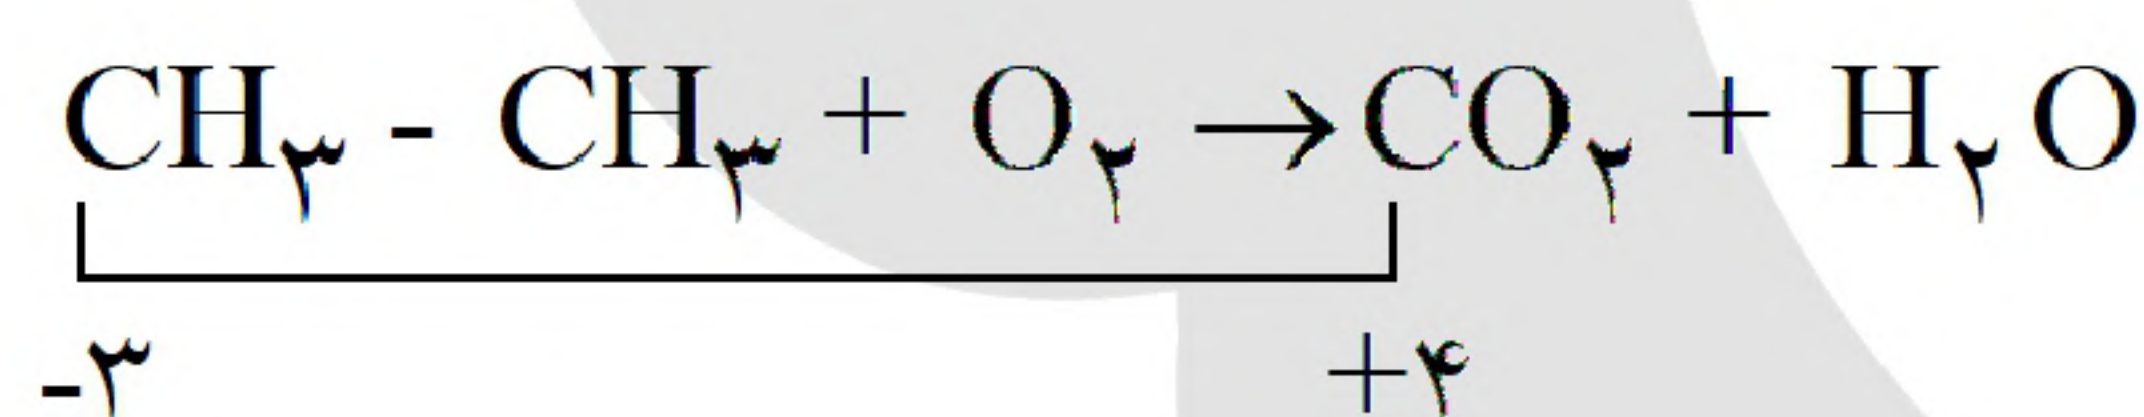 CH۳ - CH۳ + O۲ → CO۲ + H۲O
-۳ +۴